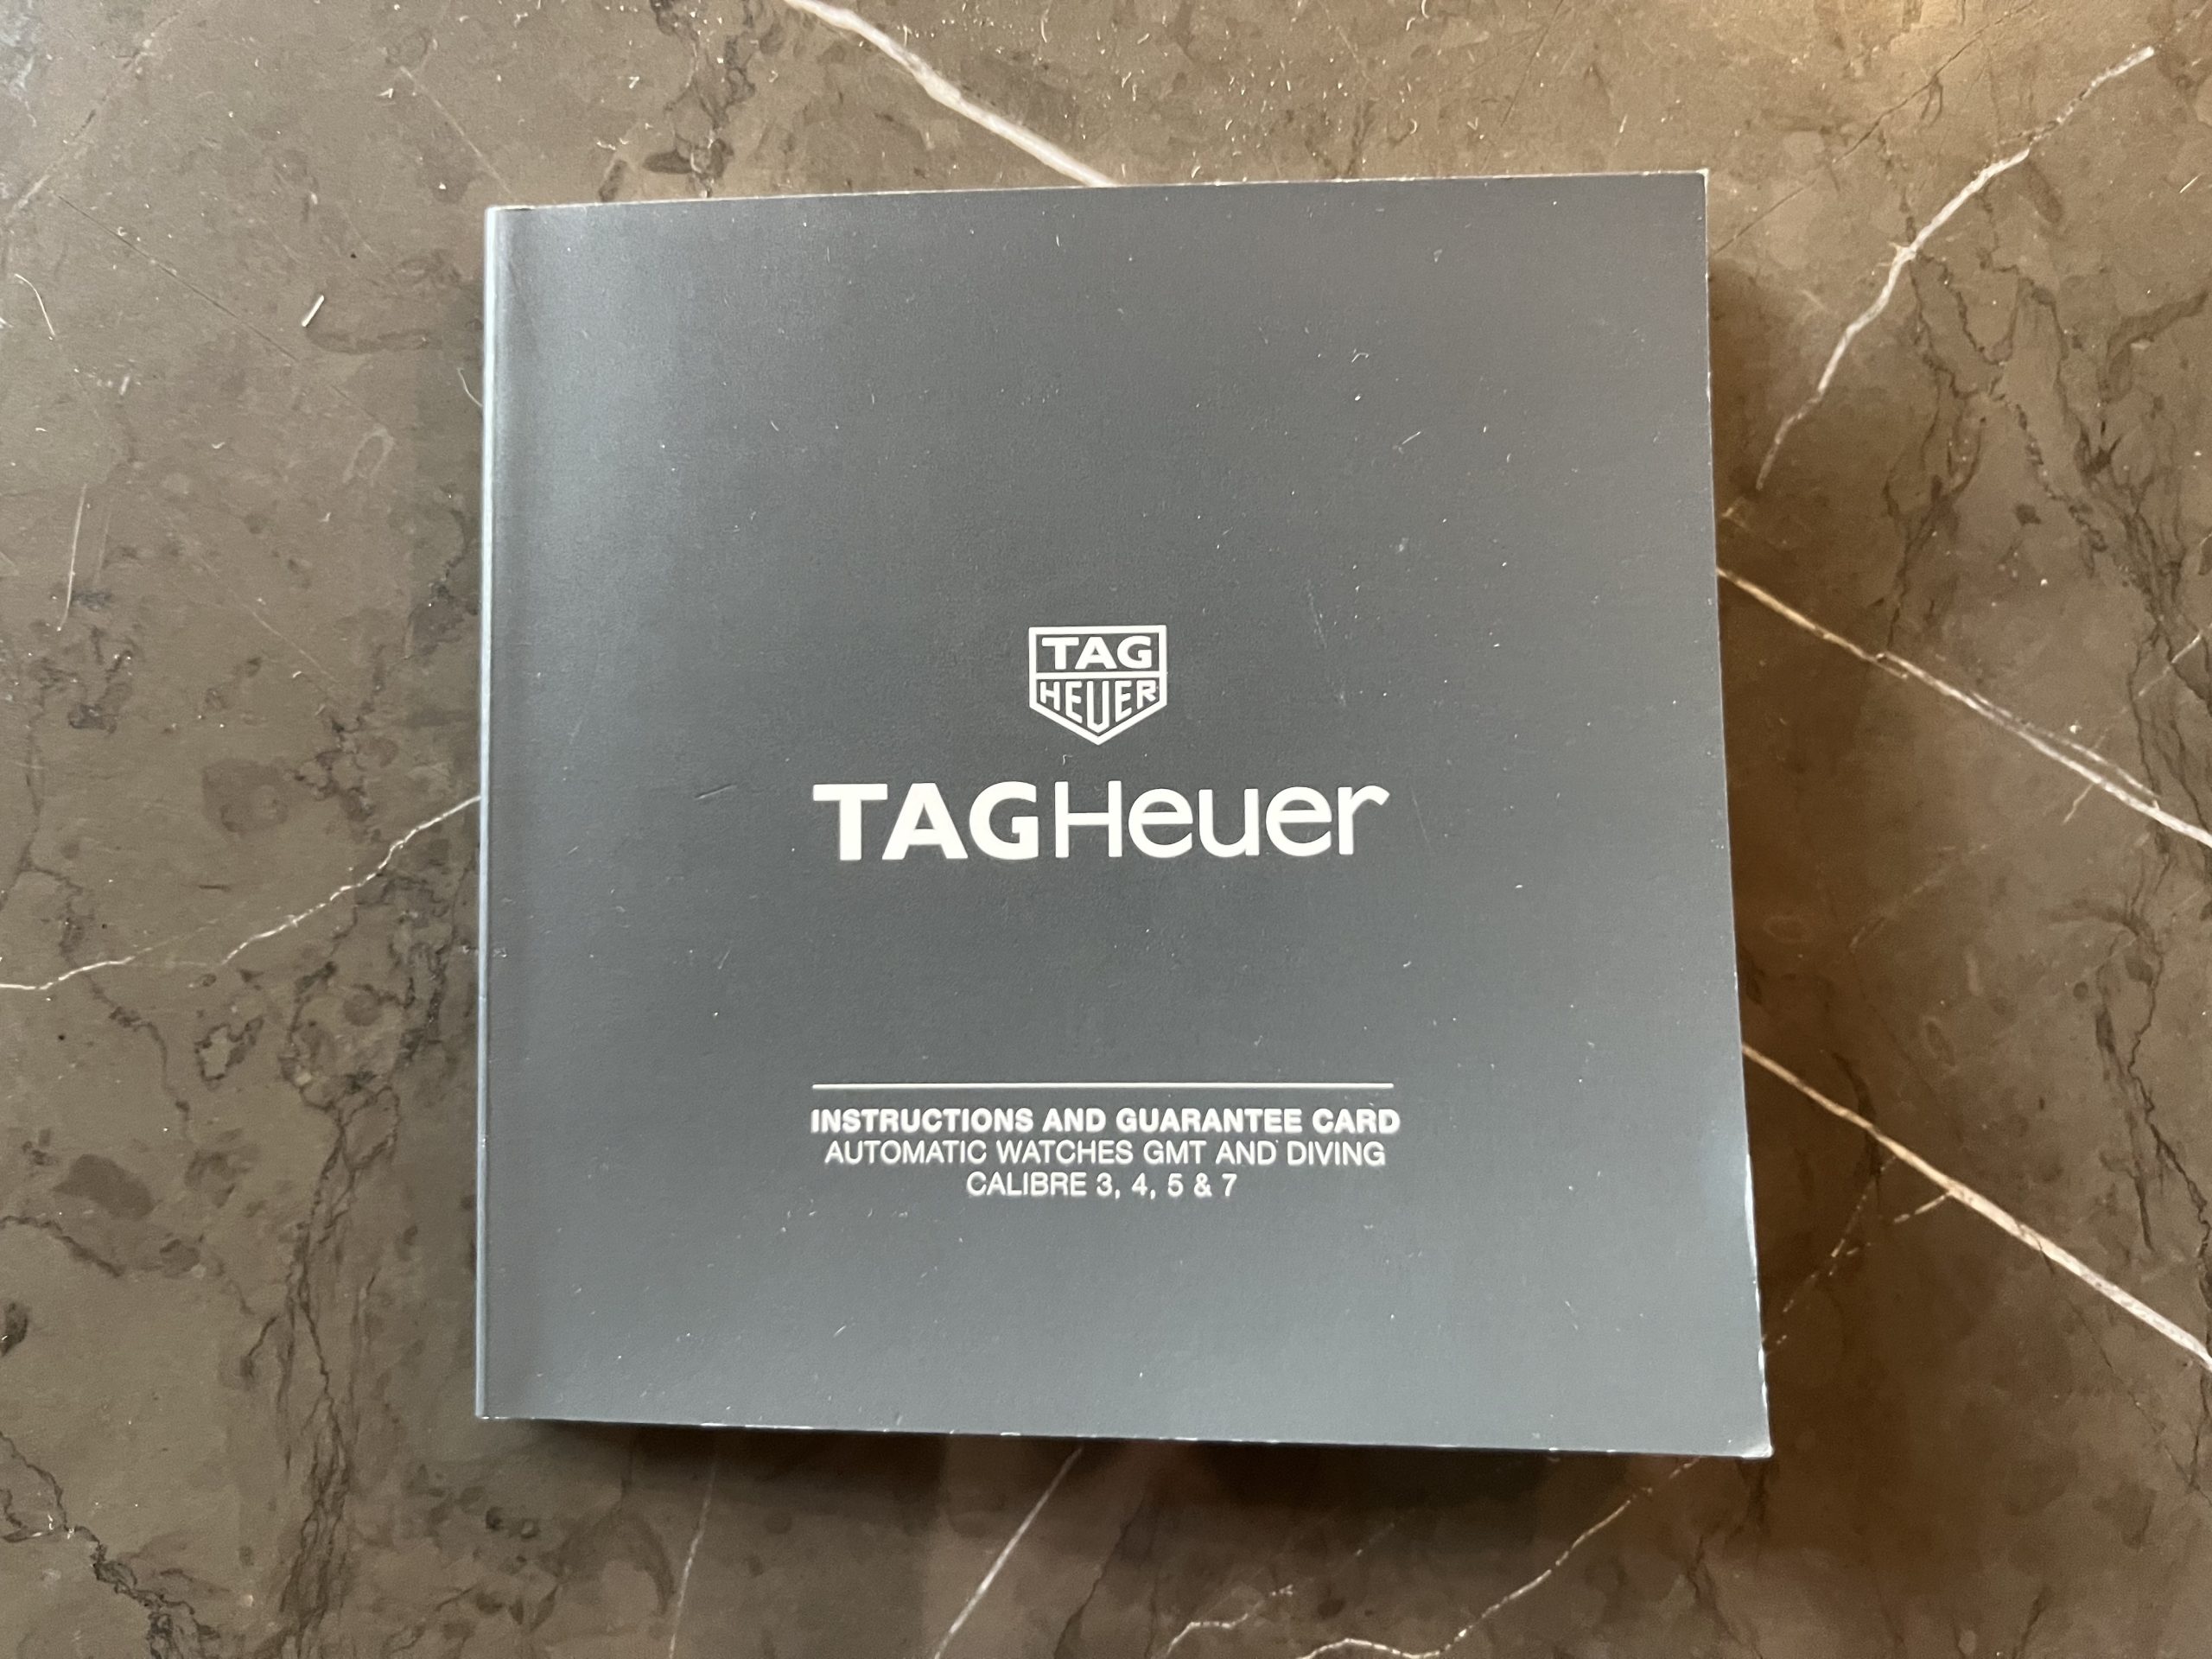 TAG
HEUER
TAGHeuer
INSTRUCTIONS AND GUARANTEE CARD
AUTOMATIC WATCHES GMT AND DIVING
CALIBRE 3, 4, 5 & 7